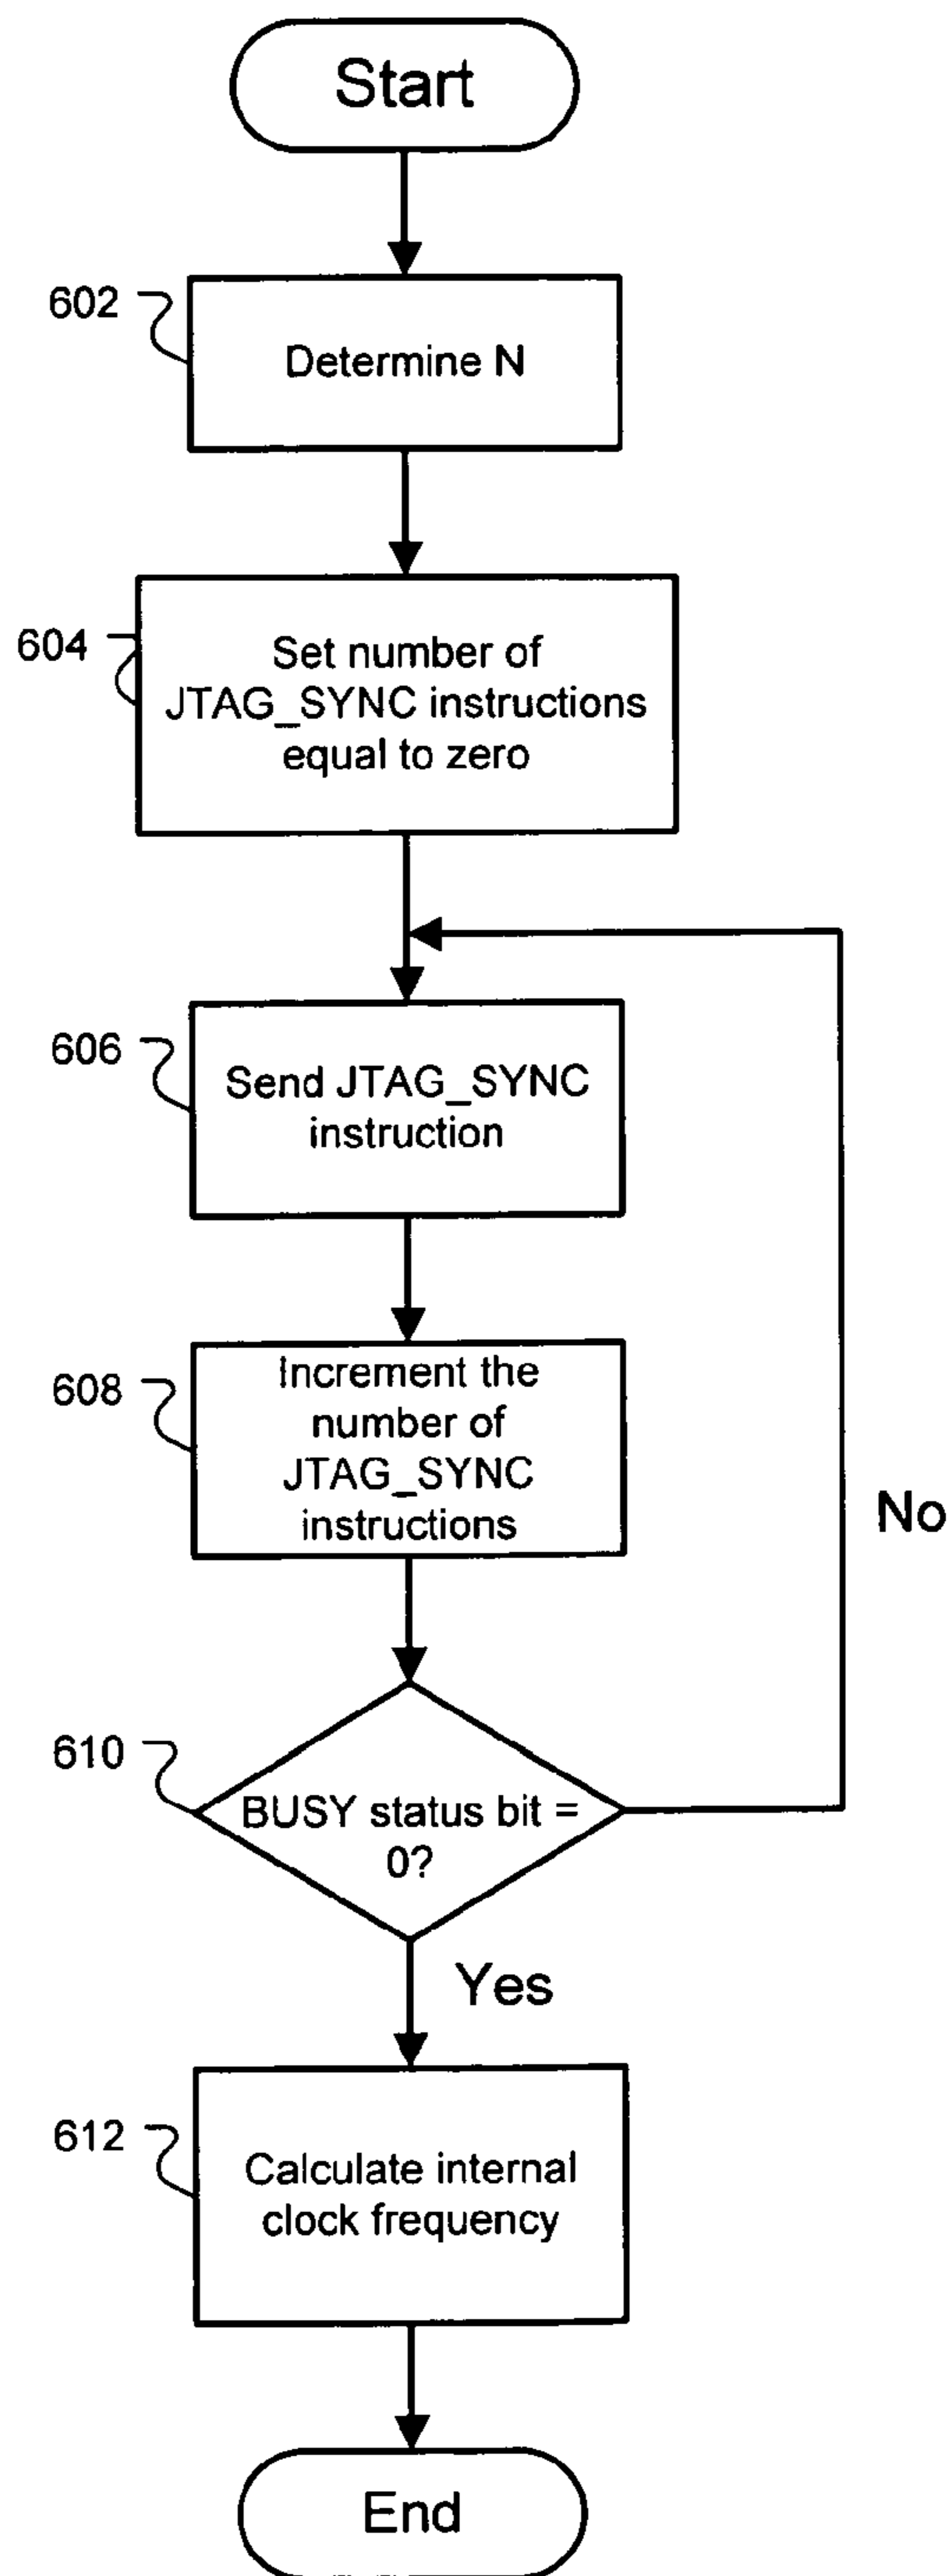 Start
602
Determine N
604
Set number of
JTAG_SYNC instructions
equal to zero
606
Send JTAG_SYNC
instruction
608
Increment the
number of
JTAG_SYNC
instructions
No
610
BUSY status bit =
0?
Yes
612
Calculate internal
clock frequency
End